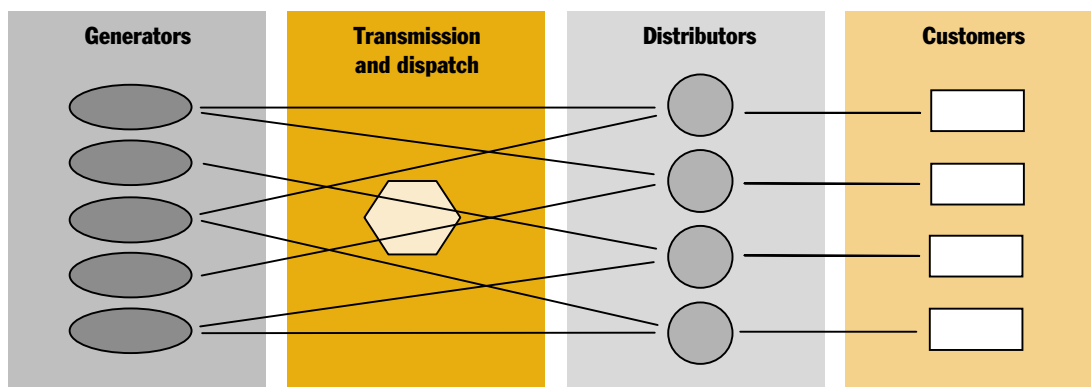 Generators
Transmission
and dispatch
Distributors
Customers